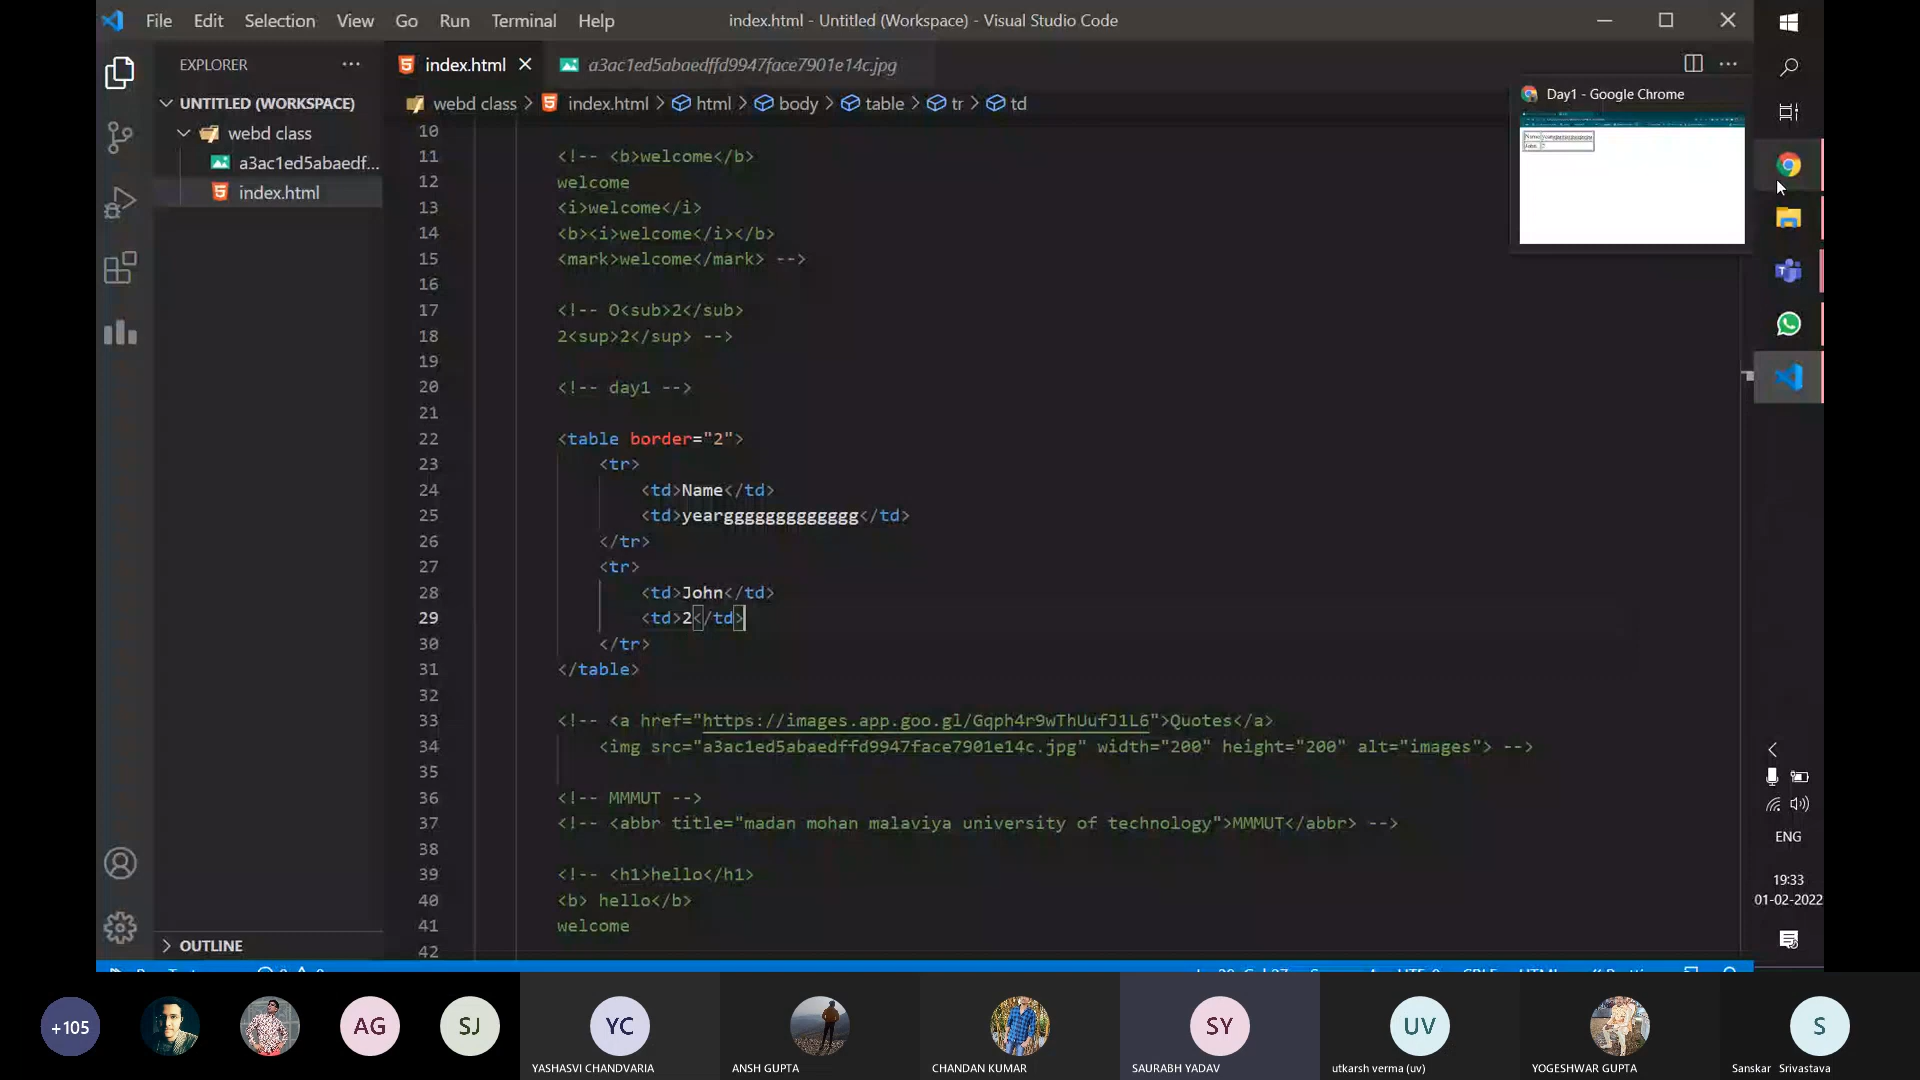 File Edit Selection View Go Run Terminal Help
index.html - Untitled (Workspace) - Visual Studio Code
EXPLORER
index.html
a3ac1ed5abaedffd9947face7901e14c.jpg
UNTITLED (WORKSPACE)
webd class
a3ac1ed5abaedf...
index.html
webd class > index.html > html > body > table > tr > td
Day1 - Google Chrome
10
11 <!-- <b>welcome</b>
12 welcome
13 <i>welcome</i>
14 <b><i>welcome</i></b>
15 <mark>welcome</mark> -->
16
17 <!-- O<sub>2</sub>
18 2<sup>2</sup> -->
19
20 <!-- day1 -->
21
22 <table border="2">
23 <tr>
24 <td>Name</td>
25 <td>yearggggggggggggg</td>
26 </tr>
27 <tr>
28 <td>John</td>
29 <td>2</td>
30 </tr>
31 </table>
32
33 <!-- <a href="https://images.app.goo.gl/Gqph4r9wThUufJ1L6">Quotes</a>
34 <img src="a3ac1ed5abaedffd9947face7901e14c.jpg" width="200" height="200" alt="images"> -->
35
36 <!-- MMMUT -->
37 <!-- <abbr title="madan mohan malaviya university of technology">MMMUT</abbr> -->
38
39 <!-- <h1>hello</h1>
40 <b> hello</b>
41 welcome
42
OUTLINE
ENG
19:33
01-02-2022
+105
AG
SJ
YC
SY
UV
S
YASHASVI CHANDVARIA
ANSH GUPTA
CHANDAN KUMAR
SAURABH YADAV
utkarsh verma (uv)
YOGESHWAR GUPTA
Sanskar Srivastava